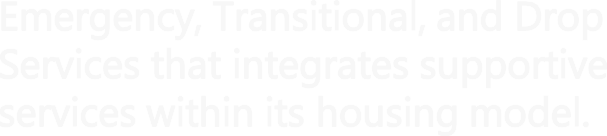 Emergency, Transitional, and Drop
Services that integrates supportive
services within its housing model.